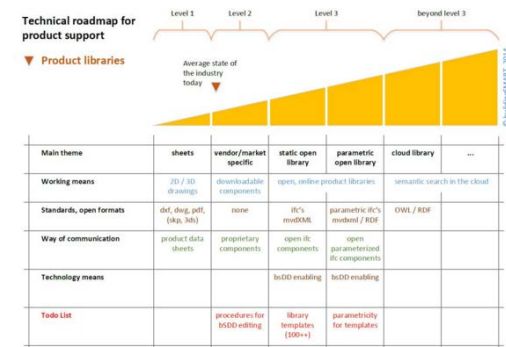 Technical roadmap for
product support
Product libraries
Level 1
Level 2
Level 3
beyond level 3
Average state of
the industry
today
Main theme
sheets
vendor/market
specific
static open
library
parametric
open library
cloud library
...
Working means
2D / 3D
drawings
downloadable
components
open, online product libraries
semantic search in the cloud
Standards, open formats
dxf, dwg, pdf,
(skp, 3ds)
none
ifc's
mvdXML
parametric ifc's
mvdxml / RDF
OWL / RDF
Way of communication
product data
sheets
proprietary
components
open ifc
components
open
parameterized
ifc components
Technology means
bsDD enabling
bsDD enabling
Todo List
procedures for
bSDD editing
library
templates
(100++)
parametricity
for templates
© buildingSMART, 2014